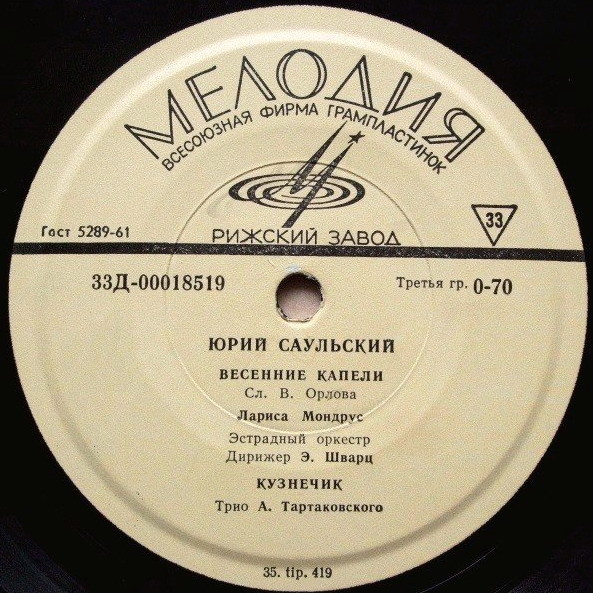 МЕЛОДИЯ
ВСЕСОЮЗНАЯ ФИРМА ГРАМПЛАСТИНОК
Гост 5289-61
РИЖСКИЙ ЗАВОД
33
33Д-00018519
Третья гр. 0-70
ЮРИЙ САУЛЬСКИЙ
ВЕСЕННИЕ КАПЕЛИ
Сл. В. Орлова
Лариса Мондрус
Эстрадный оркестр
Дирижер Э. Шварц
КУЗНЕЧИК
Трио А. Тартаковского
35. tip. 419